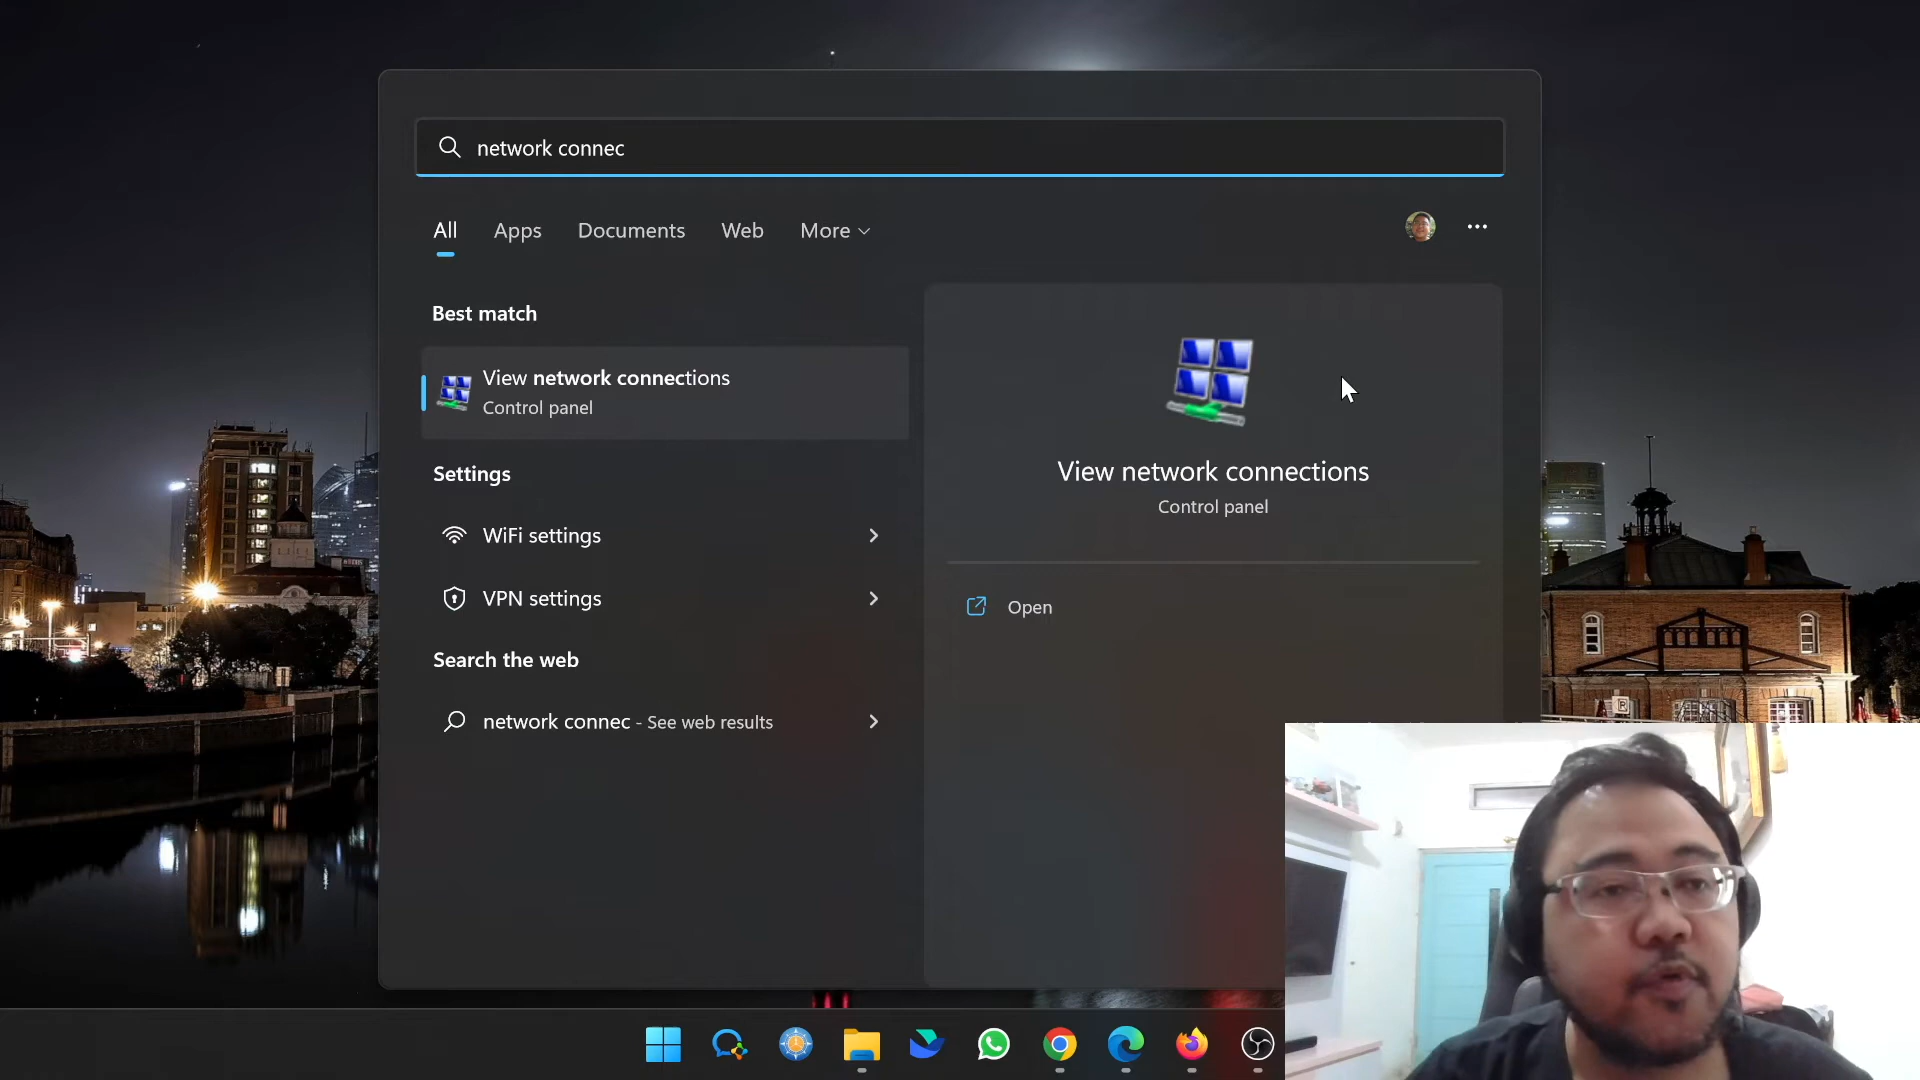 network connec
All Apps Documents Web More
Best match
View network connections
Control panel
Settings
WiFi settings
VPN settings
Search the web
network connec - See web results
View network connections
Control panel
Open